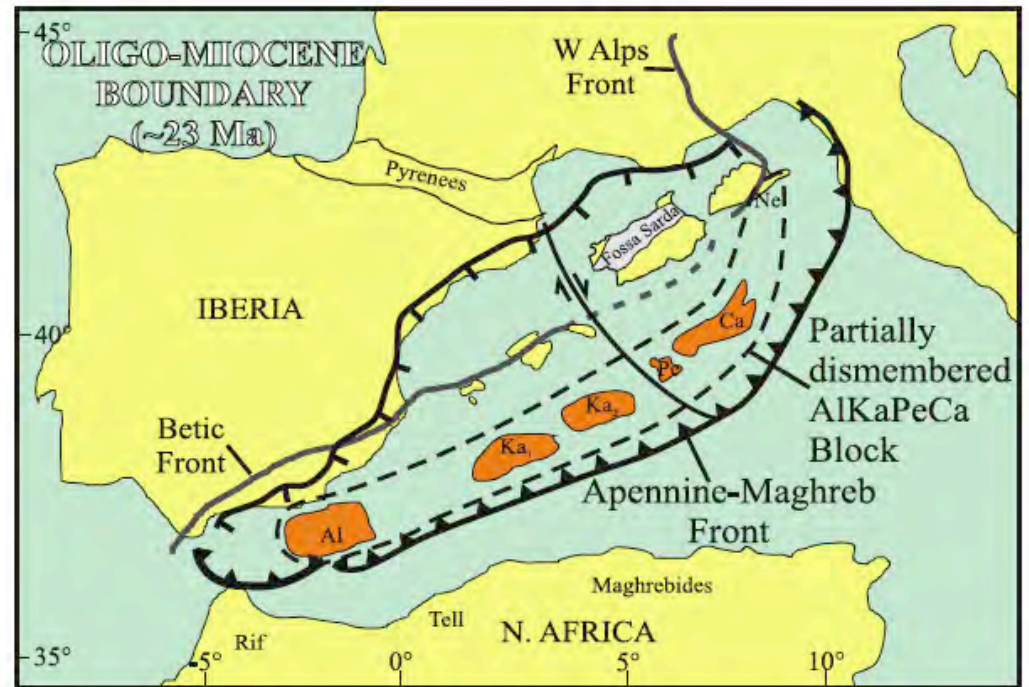 45°
OLIGO-MIOCENE
BOUNDARY
(~23 Ma)
W Alps
Front
Pyrenees
Ne
Fossa Sarda
IBERIA
40°
Ca
Pe
Partially
dismembered
AlKaPeCa
Block
Ka₂
Ka₁
Betic
Front
Apennine-Maghreb
Front
Al
Maghrebides
Tell
N. AFRICA
Rif
35°
-5°
0°
5°
10°